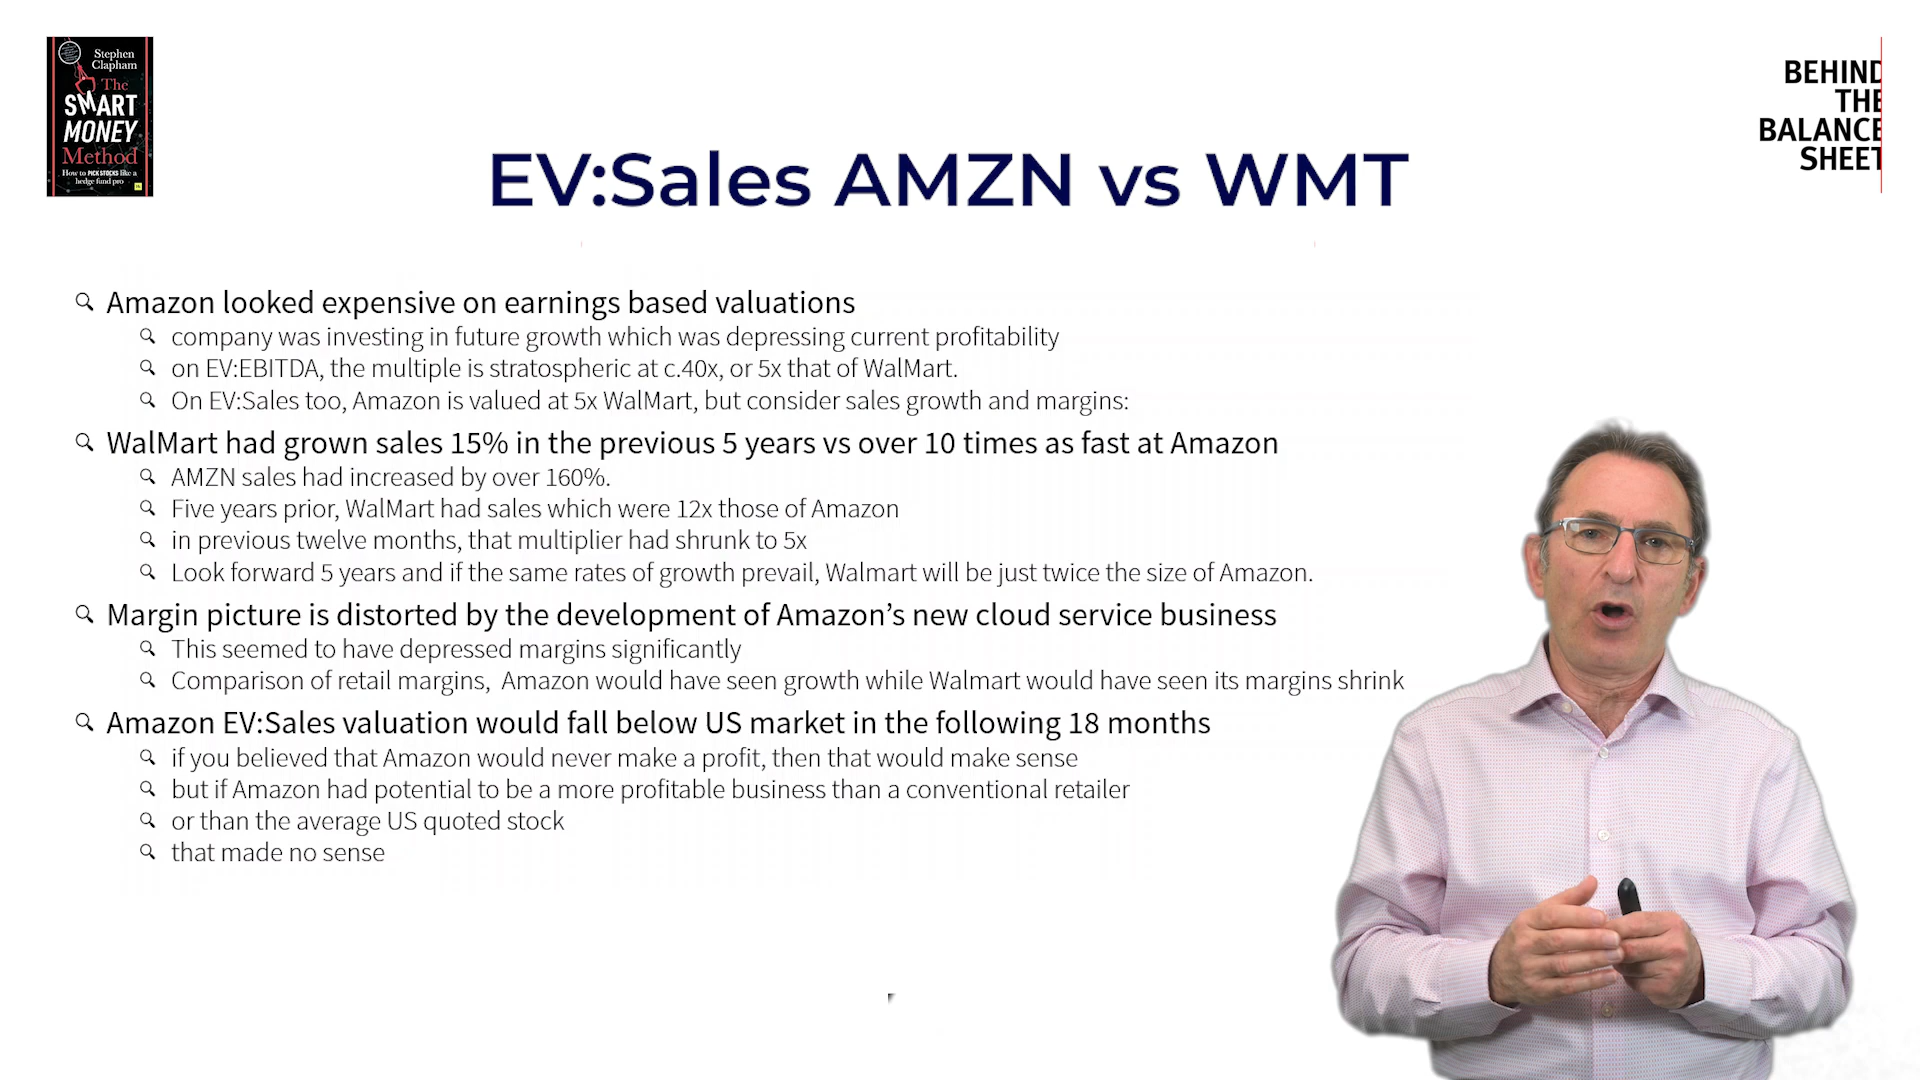 Stephen
Clapham
The
SMART
MONEY
Method
How to PICK STOCKS like a
hedge fund pro
BEHIND
THE
BALANCE
SHEET
EV:Sales AMZN vs WMT
Amazon looked expensive on earnings based valuations
company was investing in future growth which was depressing current profitability
on EV:EBITDA, the multiple is stratospheric at c.40x, or 5x that of WalMart.
On EV:Sales too, Amazon is valued at 5x WalMart, but consider sales growth and margins:
WalMart had grown sales 15% in the previous 5 years vs over 10 times as fast at Amazon
AMZN sales had increased by over 160%.
Five years prior, WalMart had sales which were 12x those of Amazon
in previous twelve months, that multiplier had shrunk to 5x
Look forward 5 years and if the same rates of growth prevail, Walmart will be just twice the size of Amazon.
Margin picture is distorted by the development of Amazon’s new cloud service business
This seemed to have depressed margins significantly
Comparison of retail margins, Amazon would have seen growth while Walmart would have seen its margins shrink
Amazon EV:Sales valuation would fall below US market in the following 18 months
if you believed that Amazon would never make a profit, then that would make sense
but if Amazon had potential to be a more profitable business than a conventional retailer
or than the average US quoted stock
that made no sense